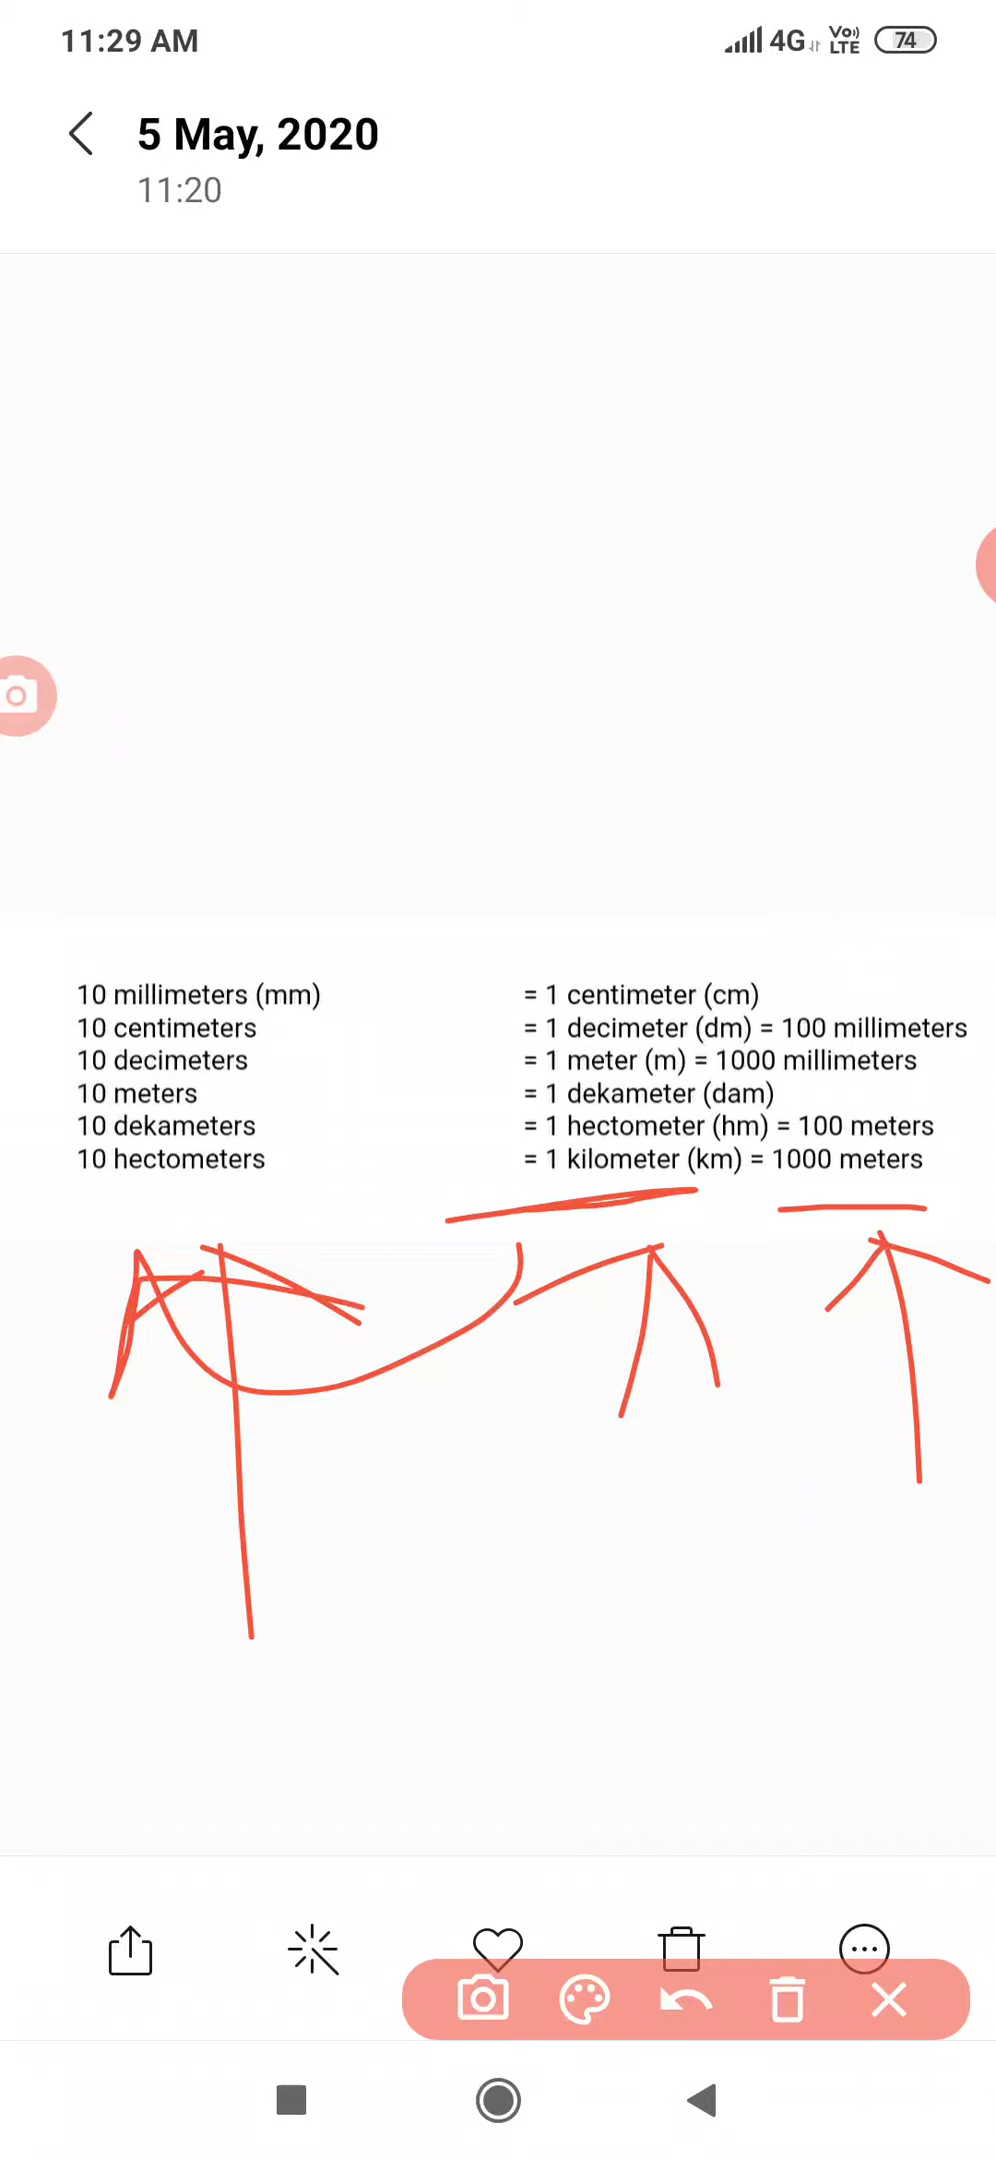 11:29 AM 4G Vo)) LTE 74
5 May, 2020
11:20
10 millimeters (mm) = 1 centimeter (cm)
10 centimeters = 1 decimeter (dm) = 100 millimeters
10 decimeters = 1 meter (m) = 1000 millimeters
10 meters = 1 dekameter (dam)
10 dekameters = 1 hectometer (hm) = 100 meters
10 hectometers = 1 kilometer (km) = 1000 meters